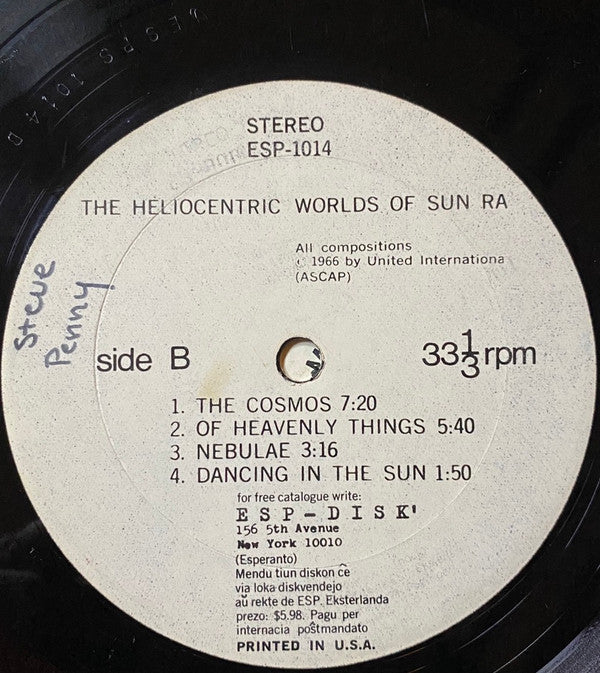 STEREO
ESP-1014
THE HELIOCENTRIC WORLDS OF SUN RA
All compositions
© 1966 by United Internationa
(ASCAP)
Steve
Penny
side B
33 1/3 rpm
1. THE COSMOS 7:20
2. OF HEAVENLY THINGS 5:40
3. NEBULAE 3:16
4. DANCING IN THE SUN 1:50
for free catalogue write:
ESP-DISK'
156 5th Avenue
New York 10010
(Esperanto)
Mendu tiun diskon ĉe
via loka diskvendejo
aŭ rekte de ESP. Eksterlanda
prezo: $5.98. Pagu per
internacia poŝtmandato
PRINTED IN U.S.A.